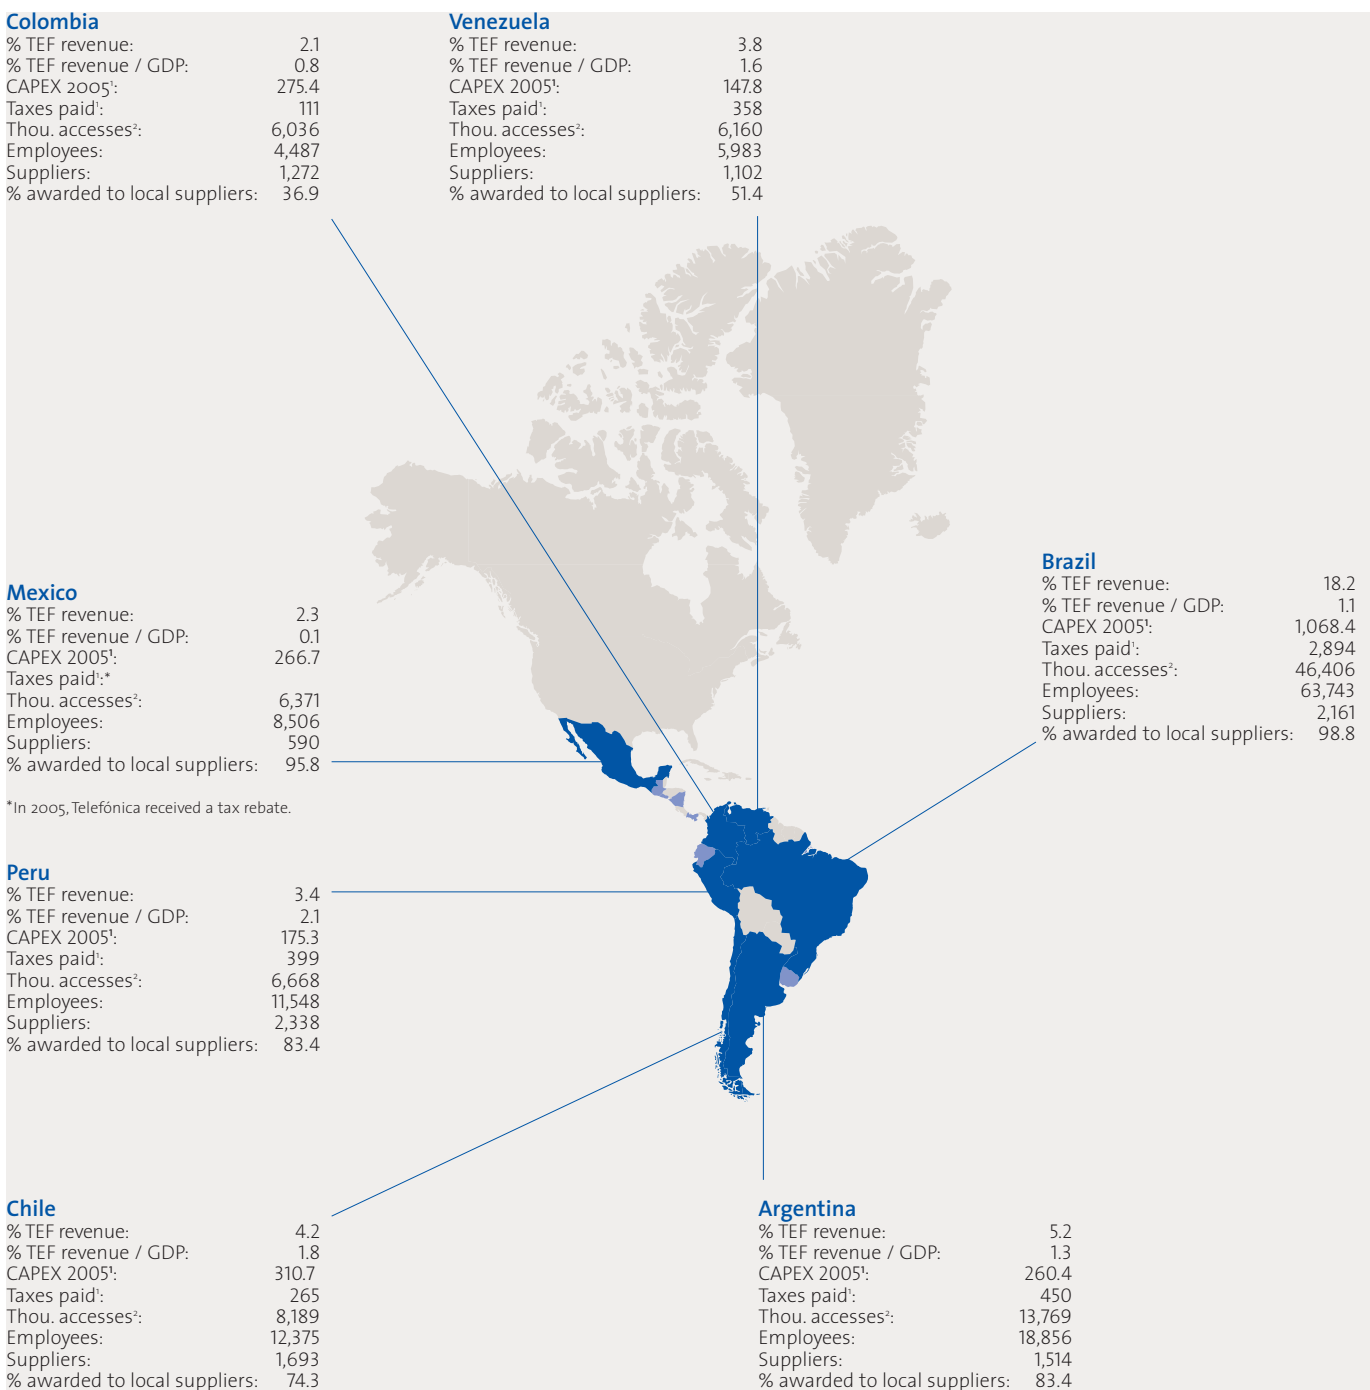 Colombia
% TEF revenue: 2.1
% TEF revenue / GDP: 0.8
CAPEX 2005¹: 275.4
Taxes paid¹: 111
Thou. accesses²: 6,036
Employees: 4,487
Suppliers: 1,272
% awarded to local suppliers: 36.9
Venezuela
% TEF revenue: 3.8
% TEF revenue / GDP: 1.6
CAPEX 2005¹: 147.8
Taxes paid¹: 358
Thou. accesses²: 6,160
Employees: 5,983
Suppliers: 1,102
% awarded to local suppliers: 51.4
Brazil
% TEF revenue: 18.2
% TEF revenue / GDP: 1.1
CAPEX 2005¹: 1,068.4
Taxes paid¹: 2,894
Thou. accesses²: 46,406
Employees: 63,743
Suppliers: 2,161
% awarded to local suppliers: 98.8
Mexico
% TEF revenue: 2.3
% TEF revenue / GDP: 0.1
CAPEX 2005¹: 266.7
Taxes paid¹:*
Thou. accesses²: 6,371
Employees: 8,506
Suppliers: 590
% awarded to local suppliers: 95.8
*In 2005, Telefónica received a tax rebate.
Peru
% TEF revenue: 3.4
% TEF revenue / GDP: 2.1
CAPEX 2005¹: 175.3
Taxes paid¹: 399
Thou. accesses²: 6,668
Employees: 11,548
Suppliers: 2,338
% awarded to local suppliers: 83.4
Chile
% TEF revenue: 4.2
% TEF revenue / GDP: 1.8
CAPEX 2005¹: 310.7
Taxes paid¹: 265
Thou. accesses²: 8,189
Employees: 12,375
Suppliers: 1,693
% awarded to local suppliers: 74.3
Argentina
% TEF revenue: 5.2
% TEF revenue / GDP: 1.3
CAPEX 2005¹: 260.4
Taxes paid¹: 450
Thou. accesses²: 13,769
Employees: 18,856
Suppliers: 1,514
% awarded to local suppliers: 83.4